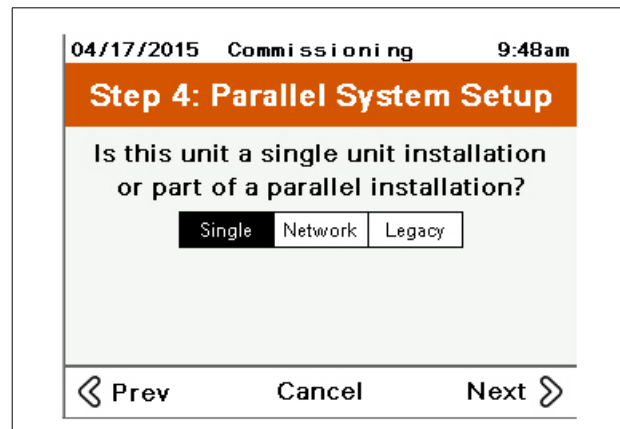 04/17/2015 Commissioning 9:48am
Step 4: Parallel System Setup
Is this unit a single unit installation
or part of a parallel installation?
Single Network Legacy
Prev Cancel Next